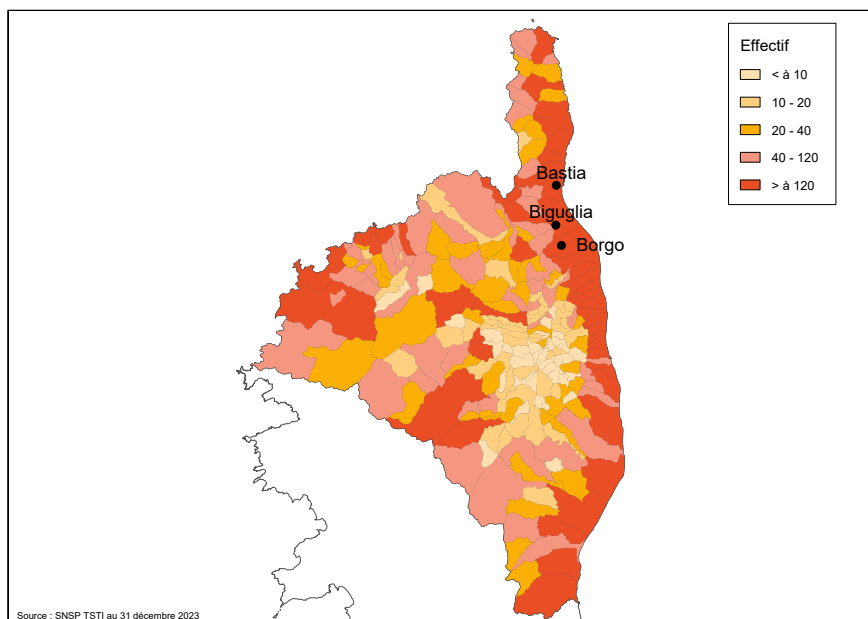 Effectif
< à 10
10 - 20
20 - 40
40 - 120
> à 120
Bastia
Biguglia
Borgo
Source : SNSP TSTI au 31 décembre 2023